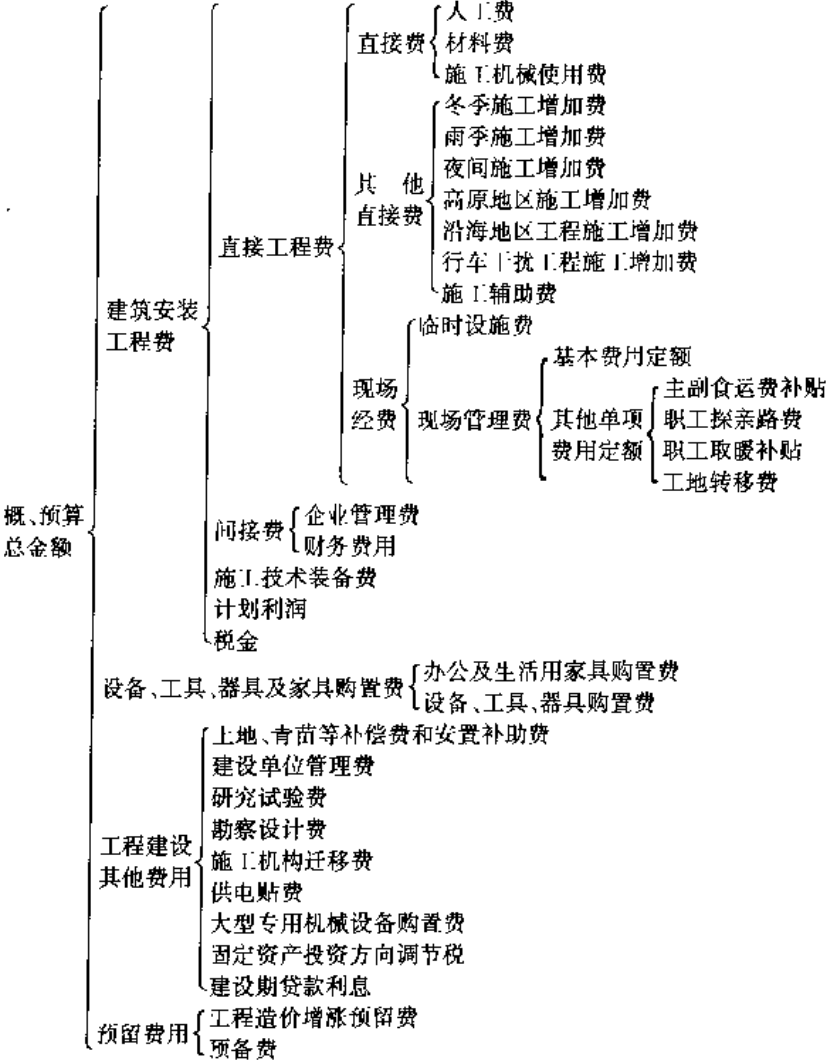 人工费
直接费
材料费
施工机械使用费
冬季施工增加费
雨季施工增加费
夜间施工增加费
其他
直接费
高原地区施工增加费
沿海地区工程施工增加费
直接工程费
行车干扰工程施工增加费
施工辅助费
建筑安装
工程费
临时设施费
基本费用定额
现场
经费
现场管理费
其他单项
费用定额
主副食运费补贴
职工探亲路费
职工取暖补贴
工地转移费
概、预算
总金额
间接费
企业管理费
财务费用
施工技术装备费
计划利润
税金
设备、工具、器具及家具购置费
办公及生活用家具购置费
设备、工具、器具购置费
土地、青苗等补偿费和安置补助费
建设单位管理费
研究试验费
勘察设计费
工程建设
其他费用
施工机构迁移费
供电贴费
大型专用机械设备购置费
固定资产投资方向调节税
建设期贷款利息
预留费用
工程造价增涨预留费
预备费